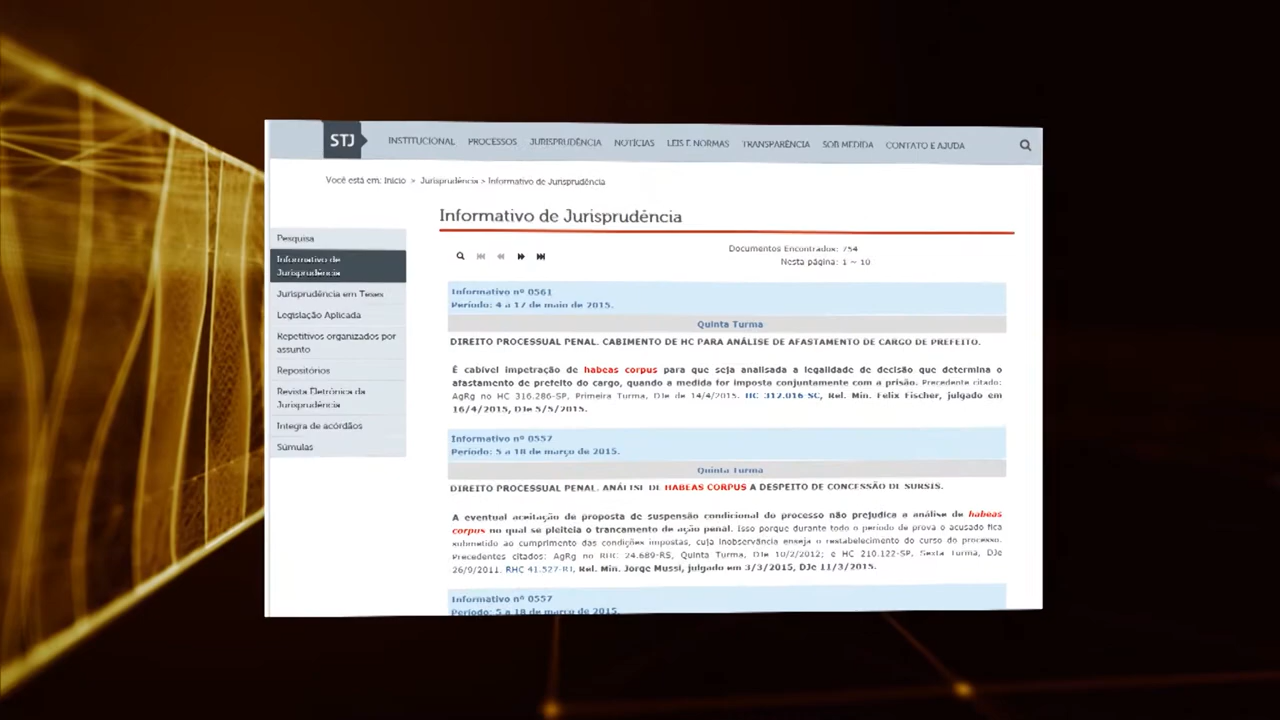 STJ
INSTITUCIONAL PROCESSOS JURISPRUDÊNCIA NOTÍCIAS LEIS E NORMAS TRANSPARÊNCIA SOB MEDIDA CONTATO E AJUDA
Você está em: Início > Jurisprudência > Informativo de Jurisprudência
Informativo de Jurisprudência
Pesquisa
Informativo de
Jurisprudência
Jurisprudência em Teses
Legislação Aplicada
Repetitivos organizados por
assunto
Repositórios
Revista Eletrônica da
Jurisprudência
Íntegra de acórdãos
Súmulas
Documentos Encontrados: 754
Nesta página: 1 ~ 10
Informativo nº 0561
Período: 4 a 17 de maio de 2015.
Quinta Turma
DIREITO PROCESSUAL PENAL. CABIMENTO DE HC PARA ANÁLISE DE AFASTAMENTO DE CARGO DE PREFEITO.
É cabível impetração de habeas corpus para que seja analisada a legalidade de decisão que determina o
afastamento de prefeito do cargo, quando a medida for imposta conjuntamente com a prisão. Precedente citado:
AgRg no HC 316.286-SP, Primeira Turma, DJe de 14/4/2015. HC 312.016-SC, Rel. Min. Felix Fischer, julgado em
16/4/2015, DJe 5/5/2015.
Informativo nº 0557
Período: 5 a 18 de março de 2015.
Quinta Turma
DIREITO PROCESSUAL PENAL. ANÁLISE DE HABEAS CORPUS A DESPEITO DE CONCESSÃO DE SURSIS.
A eventual aceitação de proposta de suspensão condicional do processo não prejudica a análise de habeas
corpus no qual se pleiteia o trancamento de ação penal. Isso porque durante todo o período de prova o acusado fica
submetido ao cumprimento das condições impostas, cuja inobservância enseja o restabelecimento do curso do processo.
Precedentes citados: AgRg no RHC 24.689-RS, Quinta Turma, DJe 10/2/2012; e HC 210.122-SP, Sexta Turma, DJe
26/9/2011. RHC 41.527-RJ, Rel. Min. Jorge Mussi, julgado em 3/3/2015, DJe 11/3/2015.
Informativo nº 0557
Período: 5 a 18 de março de 2015.